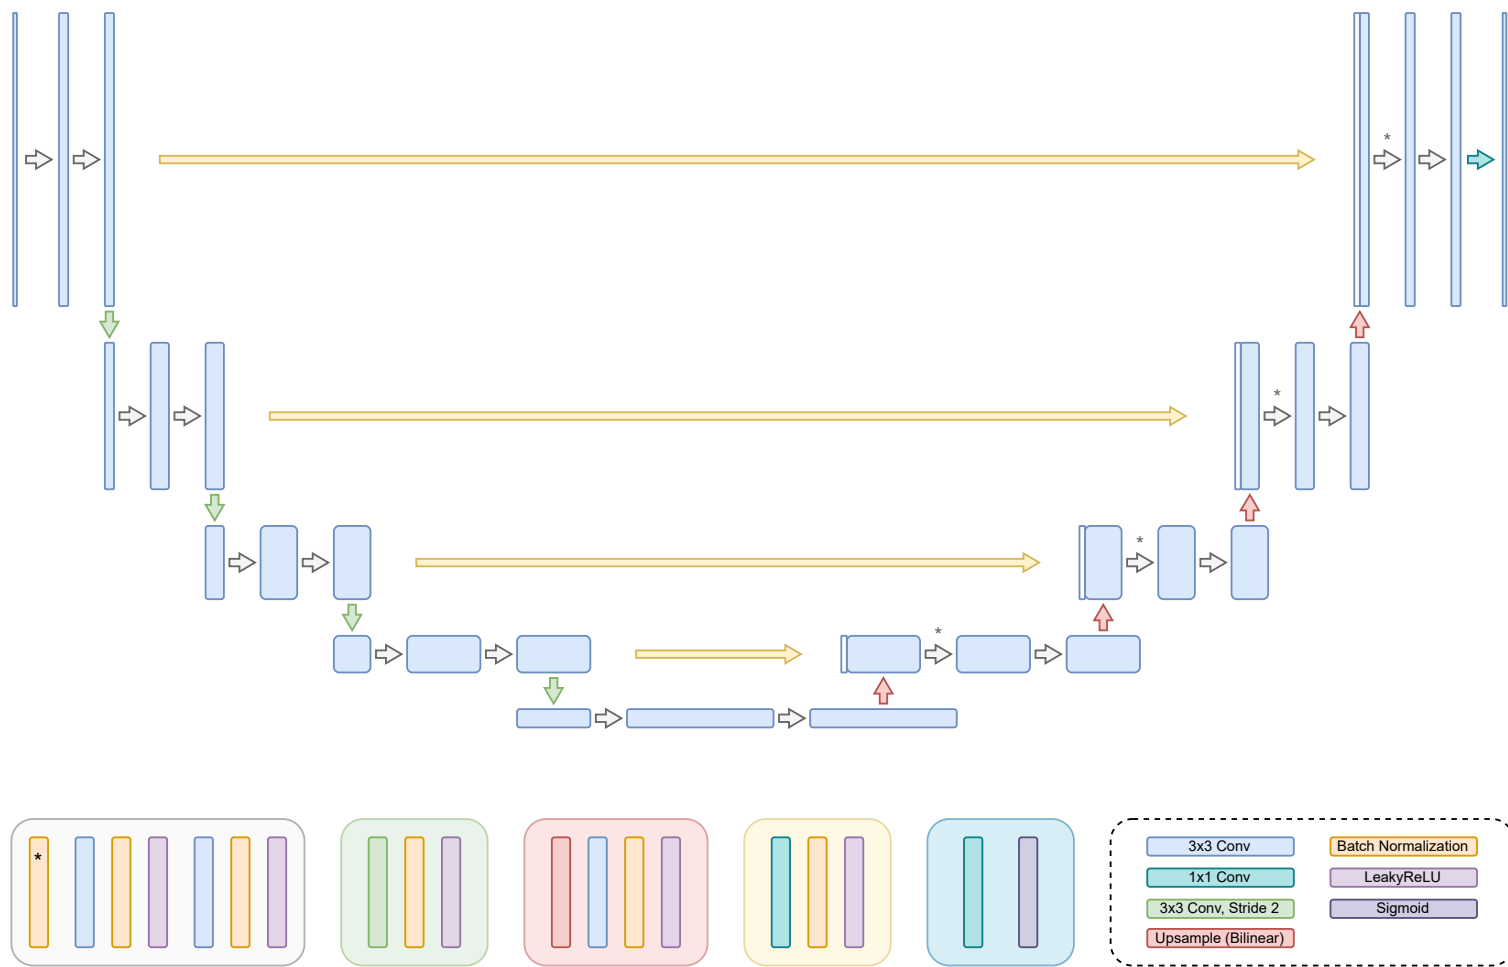 *
*
*
*
*
3x3 Conv
Batch Normalization
1x1 Conv
LeakyReLU
3x3 Conv, Stride 2
Sigmoid
Upsample (Bilinear)